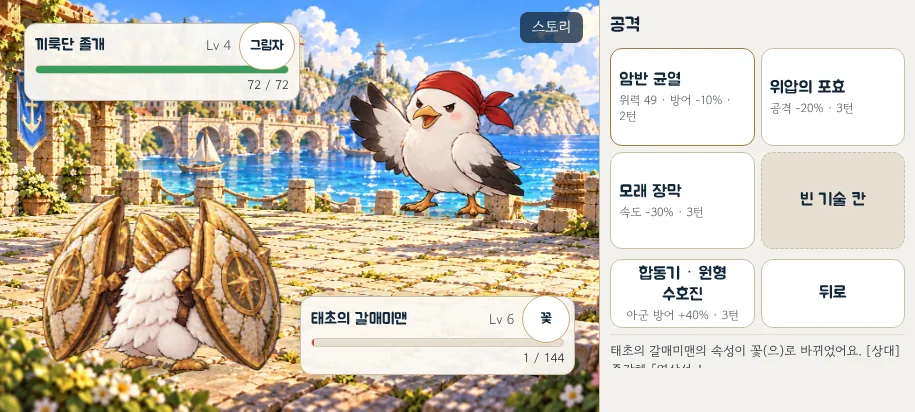 끼룩단 졸개
Lv 4
그림자
72 / 72
스토리
태초의 갈매미맨
Lv 6
꽃
1 / 144
공격
암반 균열
위력 49 · 방어 -10% ·
2턴
위압의 포효
공격 -20% · 3턴
모래 장막
속도 -30% · 3턴
빈 기술 칸
합동기 · 원형
수호진
아군 방어 +40% · 3턴
뒤로
태초의 갈매미맨의 속성이 꽃(으)로 바뀌었어요. [상대]